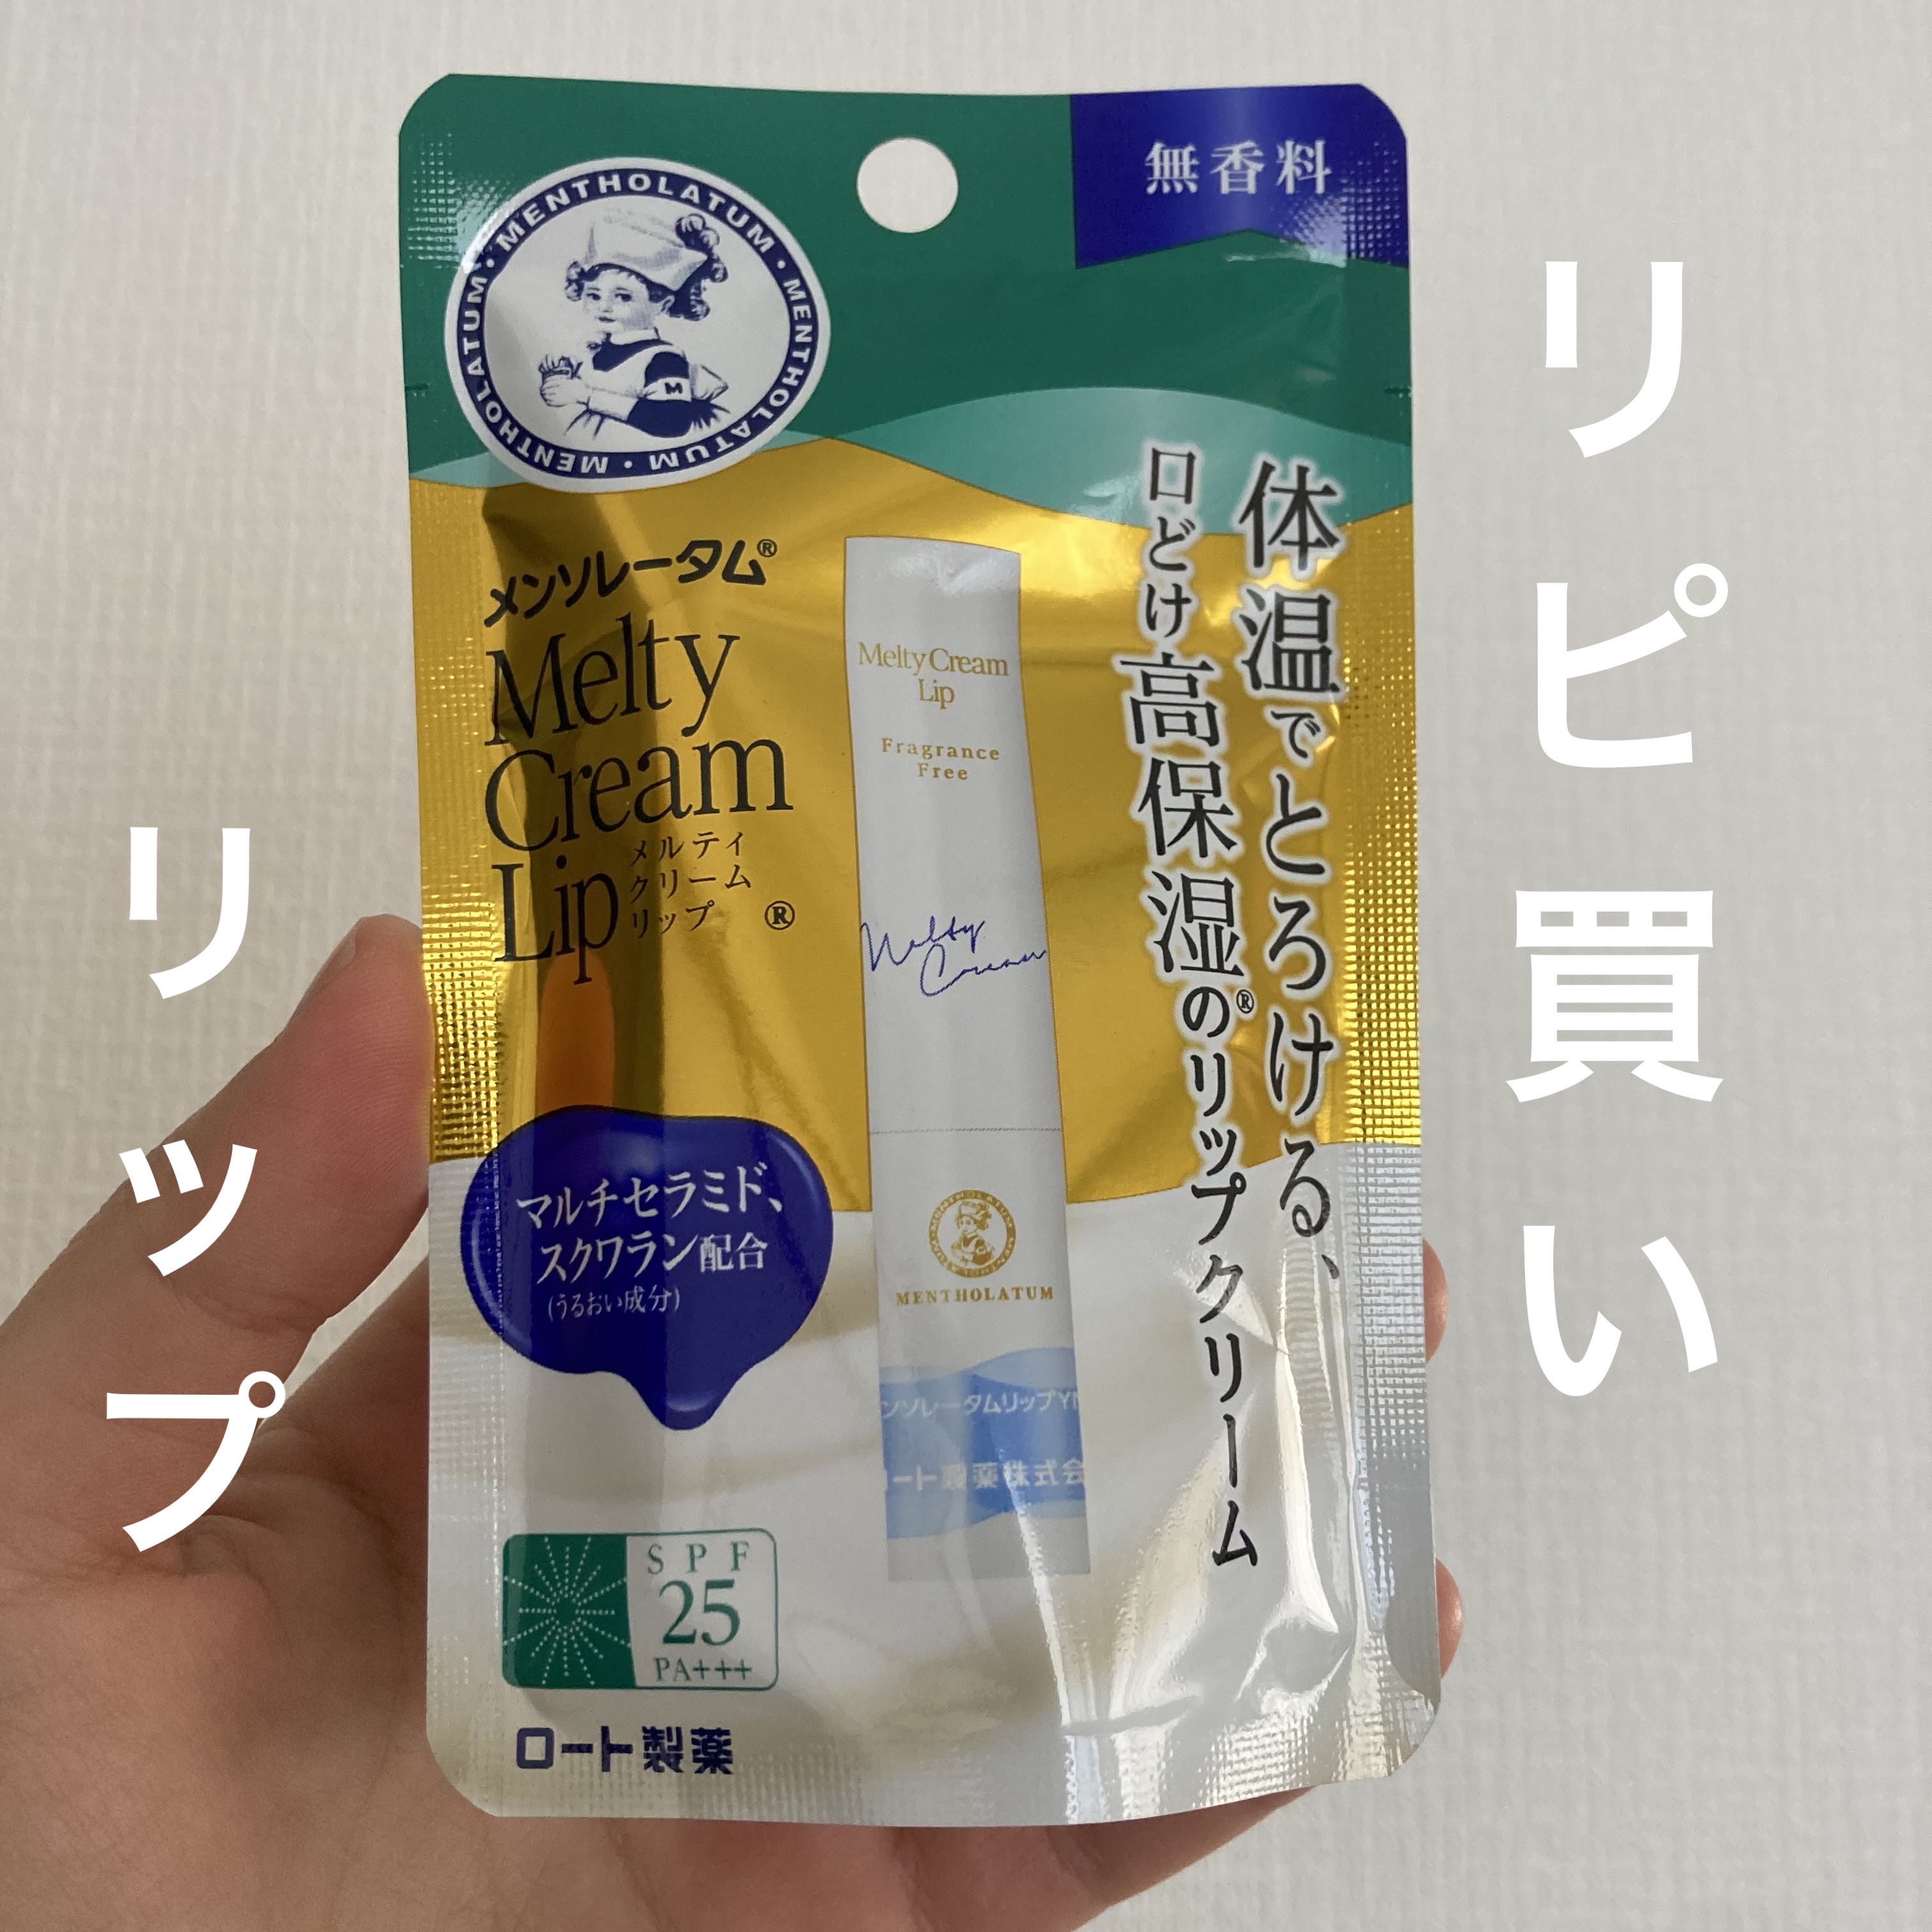 リピ買い
リップ
MENTHOLATUM・MENTHOLATUM・MENTHOLATUM・MENTHOLATUM・
M
無香料
体温でとろける、
口どけ高保湿®のリップクリーム
メンソレータム®
Melty
Cream
Lip
メルティ
クリーム
リップ ®
Melty Cream
Lip
Fragrance
Free
Melty
Cream
MENTHOLATUM
ンソレータムリップYN
ート製薬株式会
マルチセラミド、
スクワラン配合
(うるおい成分)
SPF
25
PA+++
ロート製薬